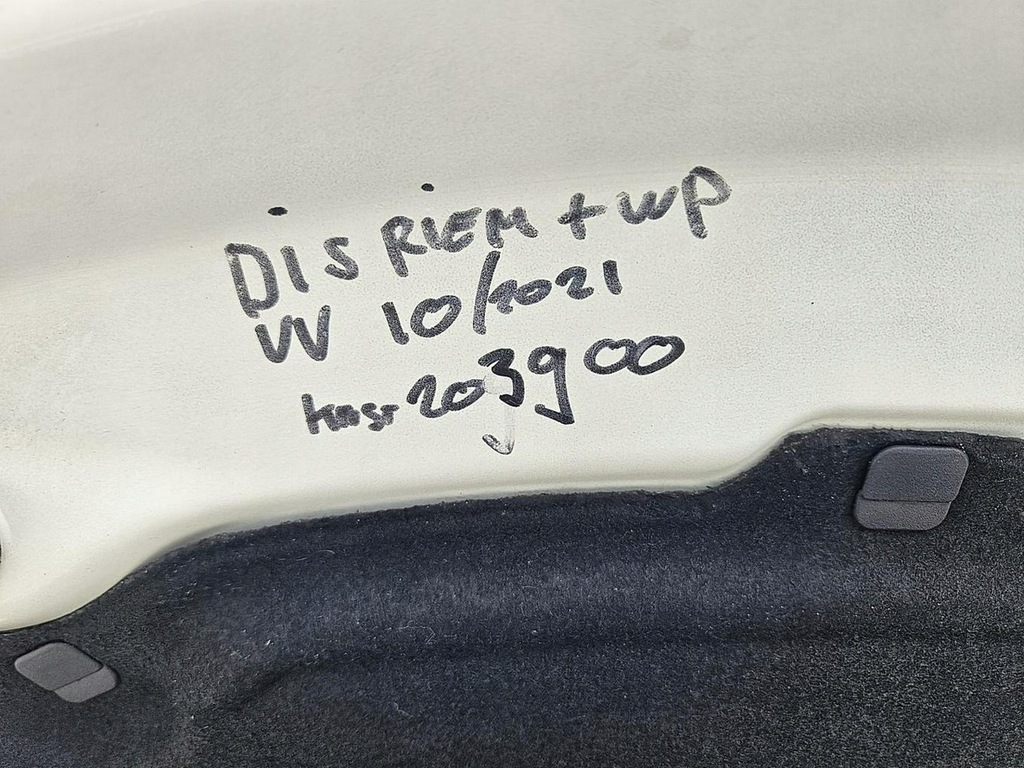 DIS RIEM + WP
VV 10/2021
kmst 203900